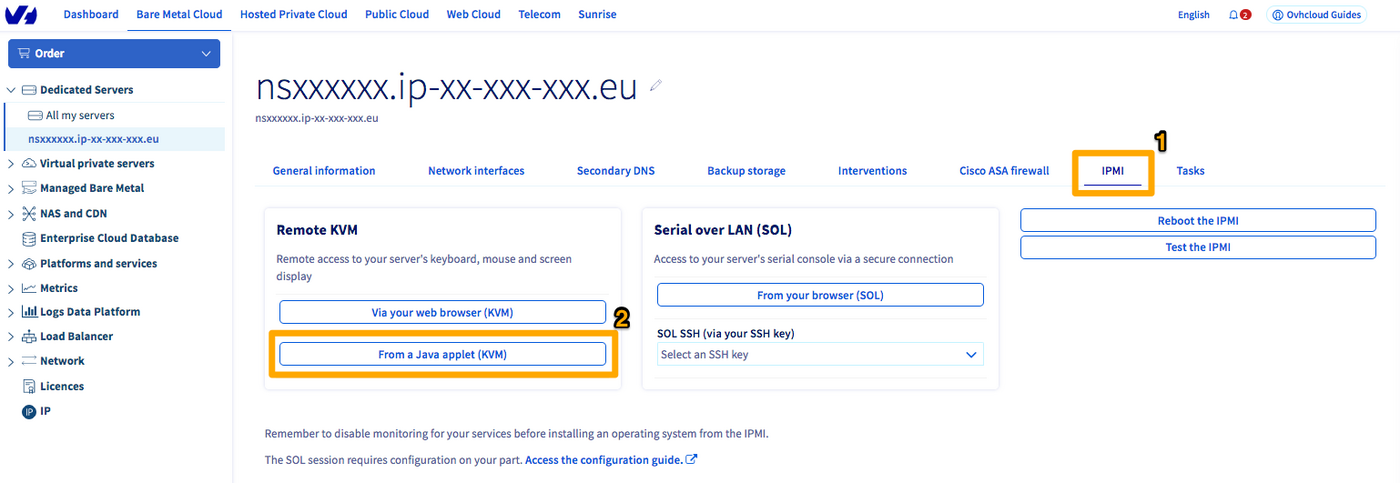 Dashboard
Bare Metal Cloud
Hosted Private Cloud
Public Cloud
Web Cloud
Telecom
Sunrise
English
2
Ovhcloud Guides
Order
Dedicated Servers
All my servers
nsxxxxxx.ip-xx-xxx-xxx.eu
Virtual private servers
Managed Bare Metal
NAS and CDN
Enterprise Cloud Database
Platforms and services
Metrics
Logs Data Platform
Load Balancer
Network
Licences
IP
IP
nsxxxxxx.ip-xx-xxx-xxx.eu
nsxxxxxx.ip-xx-xxx-xxx.eu
1
General information
Network interfaces
Secondary DNS
Backup storage
Interventions
Cisco ASA firewall
IPMI
Tasks
Remote KVM
Remote access to your server's keyboard, mouse and screen
display
Via your web browser (KVM)
2
From a Java applet (KVM)
Serial over LAN (SOL)
Access to your server's serial console via a secure connection
From your browser (SOL)
SOL SSH (via your SSH key)
Select an SSH key
Reboot the IPMI
Test the IPMI
Remember to disable monitoring for your services before installing an operating system from the IPMI.
The SOL session requires configuration on your part. Access the configuration guide.